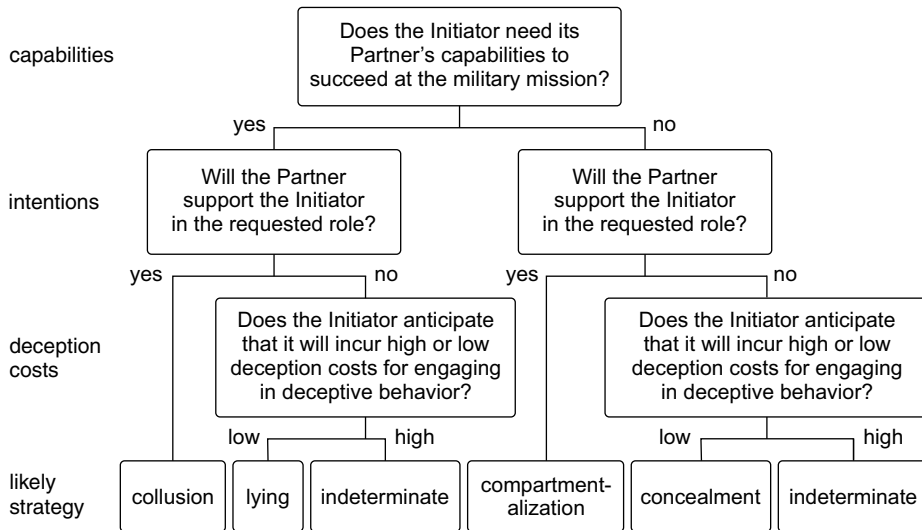 capabilities
Does the Initiator need its
Partner's capabilities to
succeed at the military mission?
yes
no
intentions
Will the Partner
support the Initiator
in the requested role?
Will the Partner
support the Initiator
in the requested role?
yes
no
yes
no
deception
costs
Does the Initiator anticipate
that it will incur high or low
deception costs for engaging
in deceptive behavior?
Does the Initiator anticipate
that it will incur high or low
deception costs for engaging
in deceptive behavior?
low
high
low
high
likely
strategy
collusion
lying
indeterminate
compartment-
alization
concealment
indeterminate